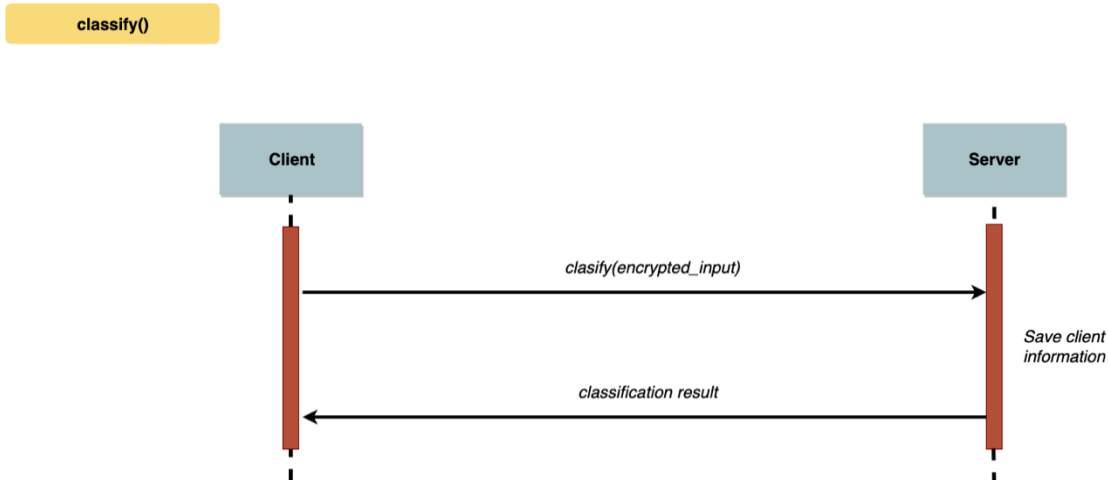 classify()
Client
Server
clasify(encrypted_input)
Save client
information
classification result